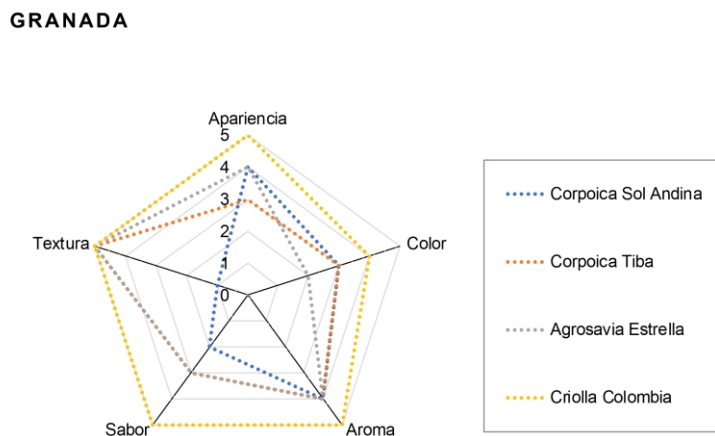 GRANADA
Apariencia
5
4
3
2
1
0
Textura
Color
Sabor
Aroma
Corpoica Sol Andina
Corpoica Tiba
Agrosavia Estrella
Criolla Colombia